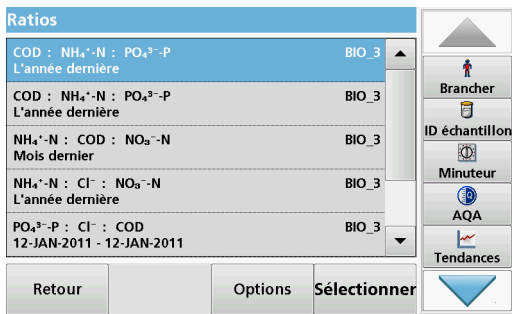 Ratios
COD : NH₄⁺-N : PO₄³⁻-P BIO_3
L'année dernière
COD : NH₄⁺-N : PO₄³⁻-P BIO_3
L'année dernière
NH₄⁺-N : COD : NO₃⁻-N BIO_3
Mois dernier
NH₄⁺-N : Cl⁻ : NO₃⁻-N BIO_3
L'année dernière
PO₄³⁻-P : Cl⁻ : COD BIO_3
12-JAN-2011 - 12-JAN-2011
Brancher
ID échantillon
Minuteur
AQA
Tendances
Retour
Options
Sélectionner